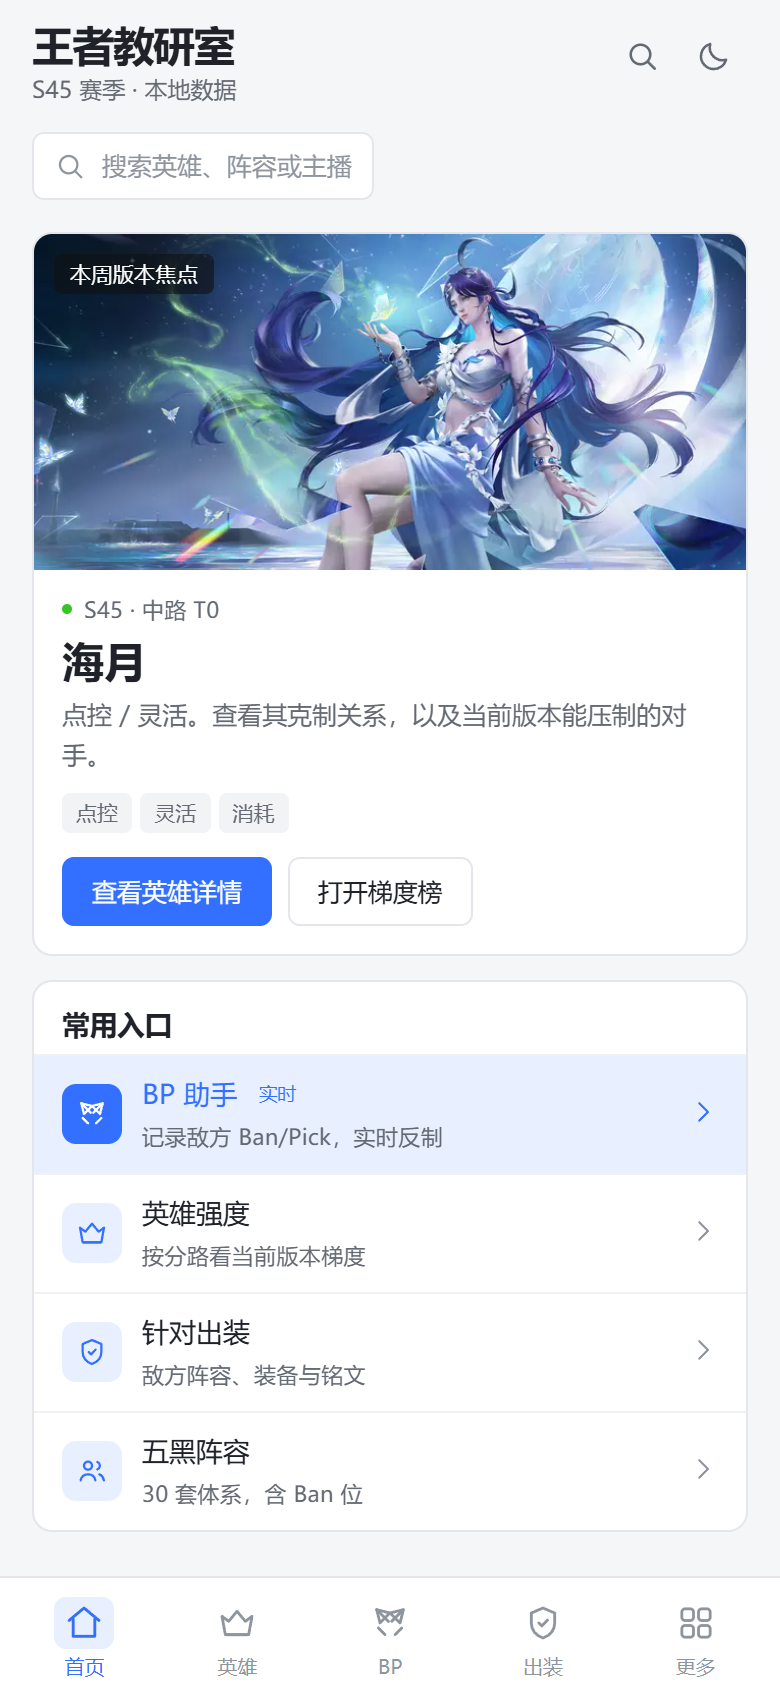 王者教研室
S45 赛季 · 本地数据
搜索英雄、阵容或主播
本周版本焦点
S45 · 中路 T0
海月
点控 / 灵活。查看其克制关系，以及当前版本能压制的对
手。
点控 灵活 消耗
查看英雄详情 打开梯度榜
常用入口
BP 助手 实时
记录敌方 Ban/Pick，实时反制
英雄强度
按分路看当前版本梯度
针对出装
敌方阵容、装备与铭文
五黑阵容
30 套体系，含 Ban 位
首页 英雄 BP 出装 更多